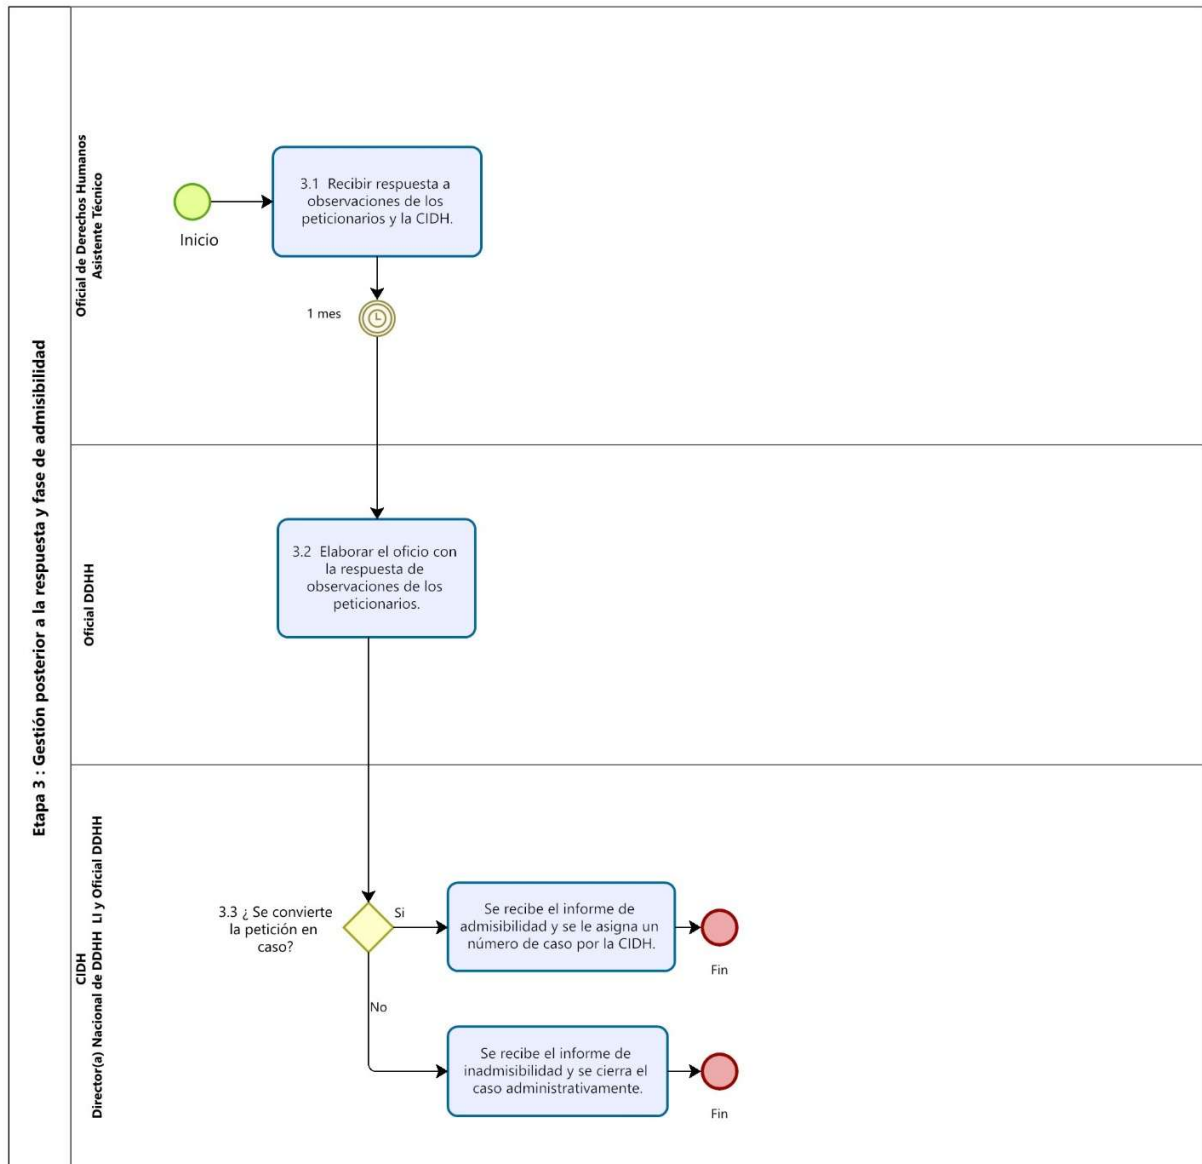 Etapa 3 : Gestión posterior a la respuesta y fase de admisibilidad
Oficial de Derechos Humanos
Asistente Técnico
Inicio
3.1 Recibir respuesta a
observaciones de los
peticionarios y la CIDH.
1 mes
Oficial DDHH
3.2 Elaborar el oficio con
la respuesta de
observaciones de los
peticionarios.
CIDH
Director(a) Nacional de DDHH LI y Oficial DDHH
3.3 ¿ Se convierte
la petición en
caso?
Si
Se recibe el informe de
admisibilidad y se le asigna un
número de caso por la CIDH.
Fin
No
Se recibe el informe de
inadmisibilidad y se cierra el
caso administrativamente.
Fin